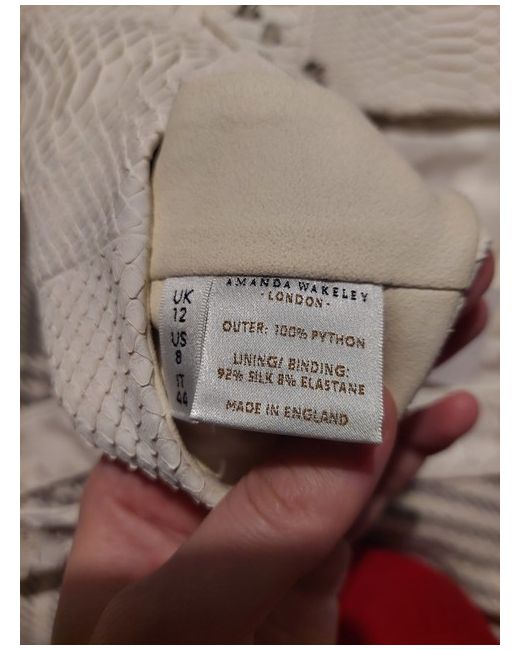 AMANDA WAKELEY
- LONDON -
OUTER: 100% PYTHON
LINING/ BINDING:
92% SILK 8% ELASTANE
MADE IN ENGLAND
UK
12
US
8
IT
44